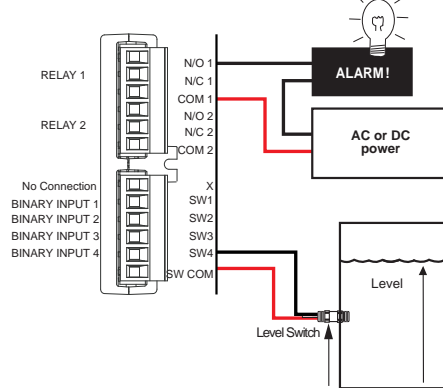 RELAY 1
RELAY 2
N/O 1
N/C 1
COM 1
N/O 2
N/C 2
COM 2
ALARM!
AC or DC
power
No Connection
BINARY INPUT 1
BINARY INPUT 2
BINARY INPUT 3
BINARY INPUT 4
X
SW1
SW2
SW3
SW4
SW COM
Level
Level Switch